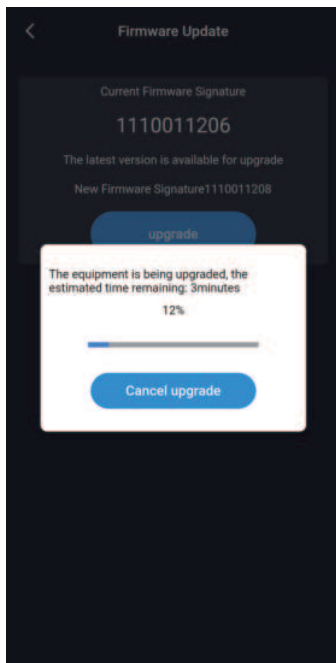 Firmware Update
Current Firmware Signature
1110011206
The latest version is available for upgrade
New Firmware Signature1110011208
upgrade
The equipment is being upgraded, the
estimated time remaining: 3minutes
12%
Cancel upgrade